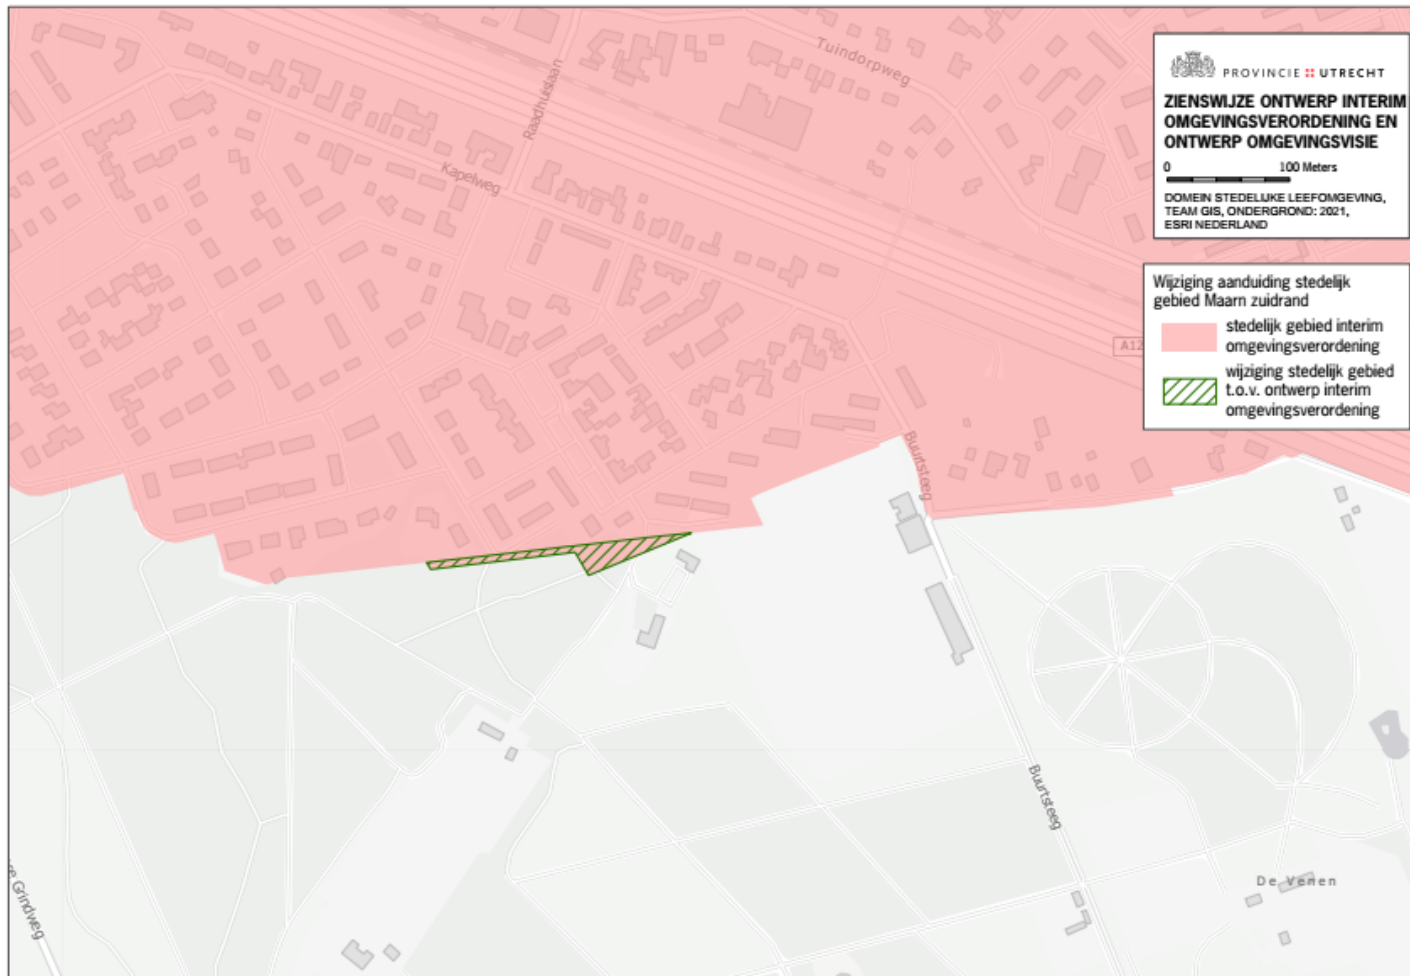 Tuindorpweg
Raadhuislaan
Kapelweg
PROVINCIE UTRECHT
ZIENSWIJZE ONTWERP INTERIM
OMGEVINGSVERORDENING EN
ONTWERP OMGEVINGSVISIE
0 100 Meters
DOMEIN STEDELIJKE LEEFOMGEVING,
TEAM GIS, ONDERGROND: 2021,
ESRI NEDERLAND
Wijziging aanduiding stedelijk
gebied Maarn zuidrand
stedelijk gebied interim
omgevingsverordening
wijziging stedelijk gebied
t.o.v. ontwerp interim
omgevingsverordening
A12
Buurtsteeg
Buurtsteeg
De Venen
Grindweg